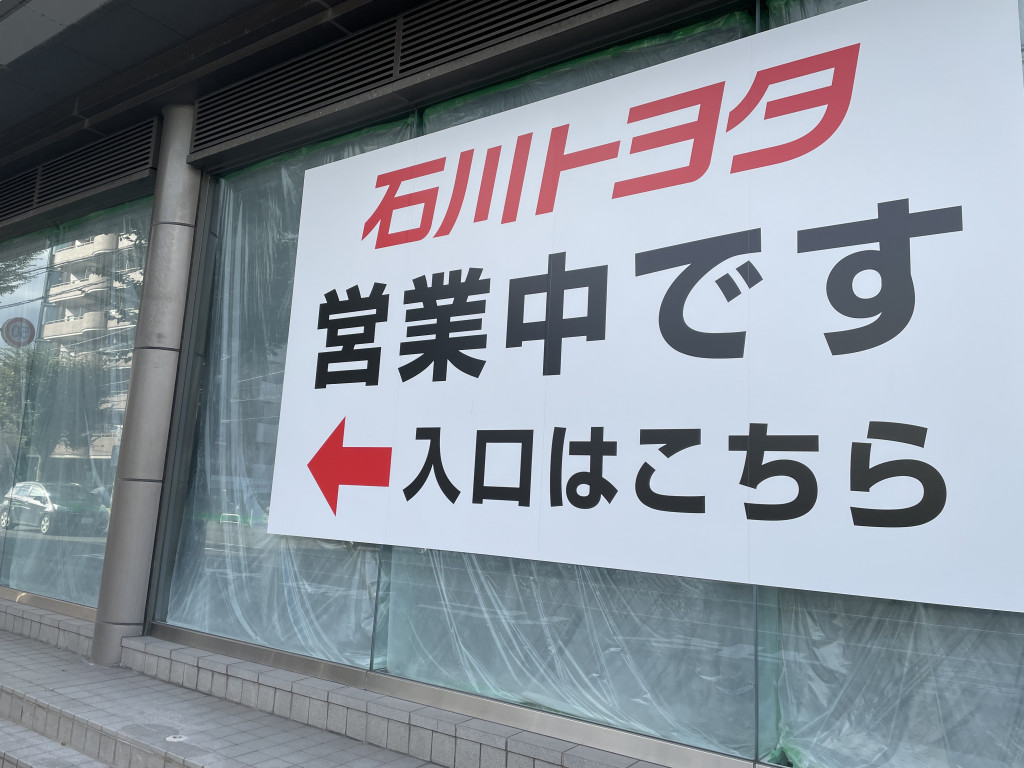 石川トヨタ
営業中です
入口はこちら